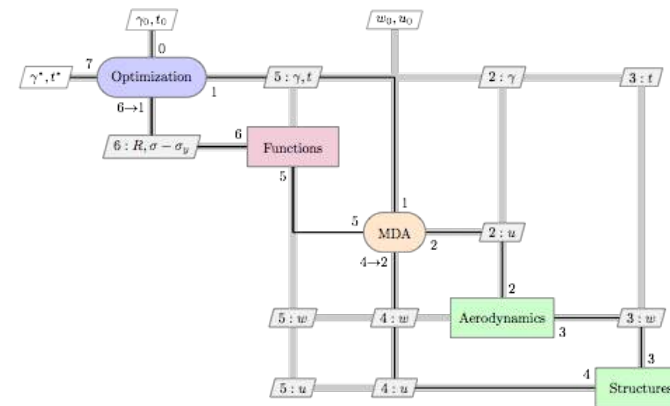 γ₀, t₀
w₀, u₀
0
γ*, t*
7
Optimization
1
5 : γ, t
2 : γ
3 : t
6→1
6 : R, σ − σ_y
6
Functions
5
1
5
MDA
2
2 : u
4→2
2
5 : w
4 : w
Aerodynamics
3
3 : w
3
5 : u
4 : u
4
Structures